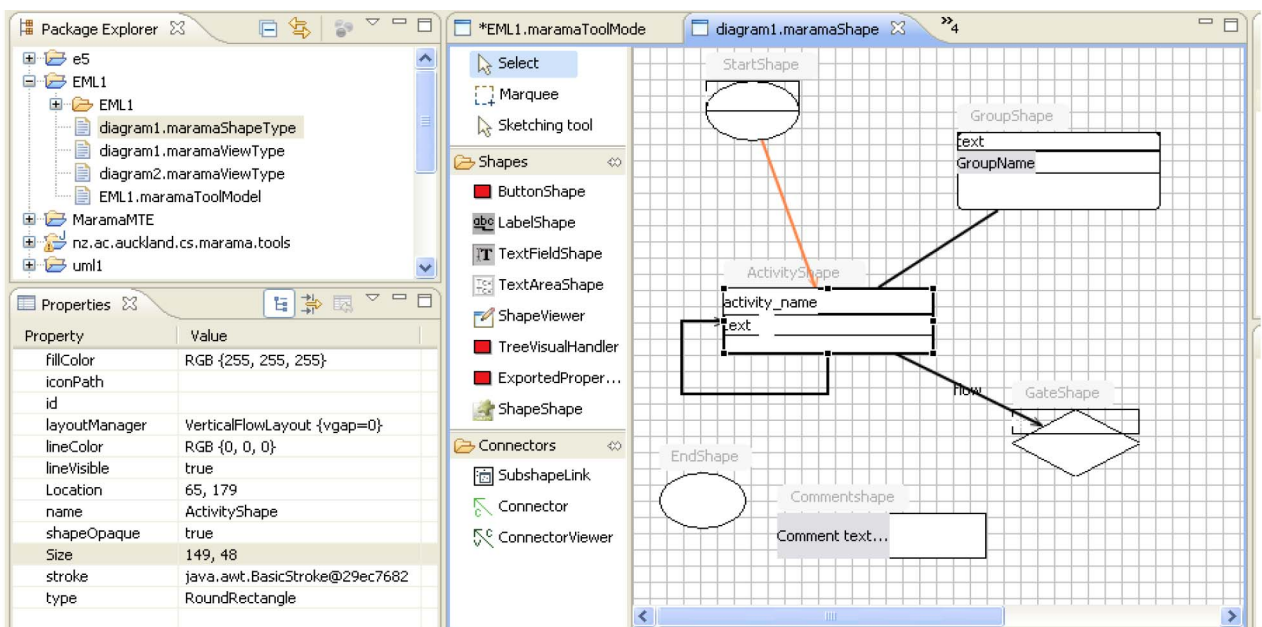 Package Explorer
e5
EML1
EML1
diagram1.maramaShapeType
diagram1.maramaViewType
diagram2.maramaViewType
EML1.maramaToolModel
MaramaMTE
nz.ac.auckland.cs.marama.tools
uml1
Properties
Property Value
fillColor RGB {255, 255, 255}
iconPath
id
layoutManager VerticalFlowLayout {vgap=0}
lineColor RGB {0, 0, 0}
lineVisible true
Location 65, 179
name ActivityShape
shapeOpaque true
Size 149, 48
stroke java.awt.BasicStroke@29ec7682
type RoundRectangle
*EML1.maramaToolMode
diagram1.maramaShape
»4
Select
Marquee
Sketching tool
Shapes
ButtonShape
abc LabelShape
TextFieldShape
TextAreaShape
ShapeViewer
TreeVisualHandler
ExportedProper...
ShapeShape
Connectors
SubshapeLink
Connector
ConnectorViewer
StartShape
GroupShape
text
GroupName
ActivityShape
activity_name
text
flow
GateShape
EndShape
Commentshape
Comment text...